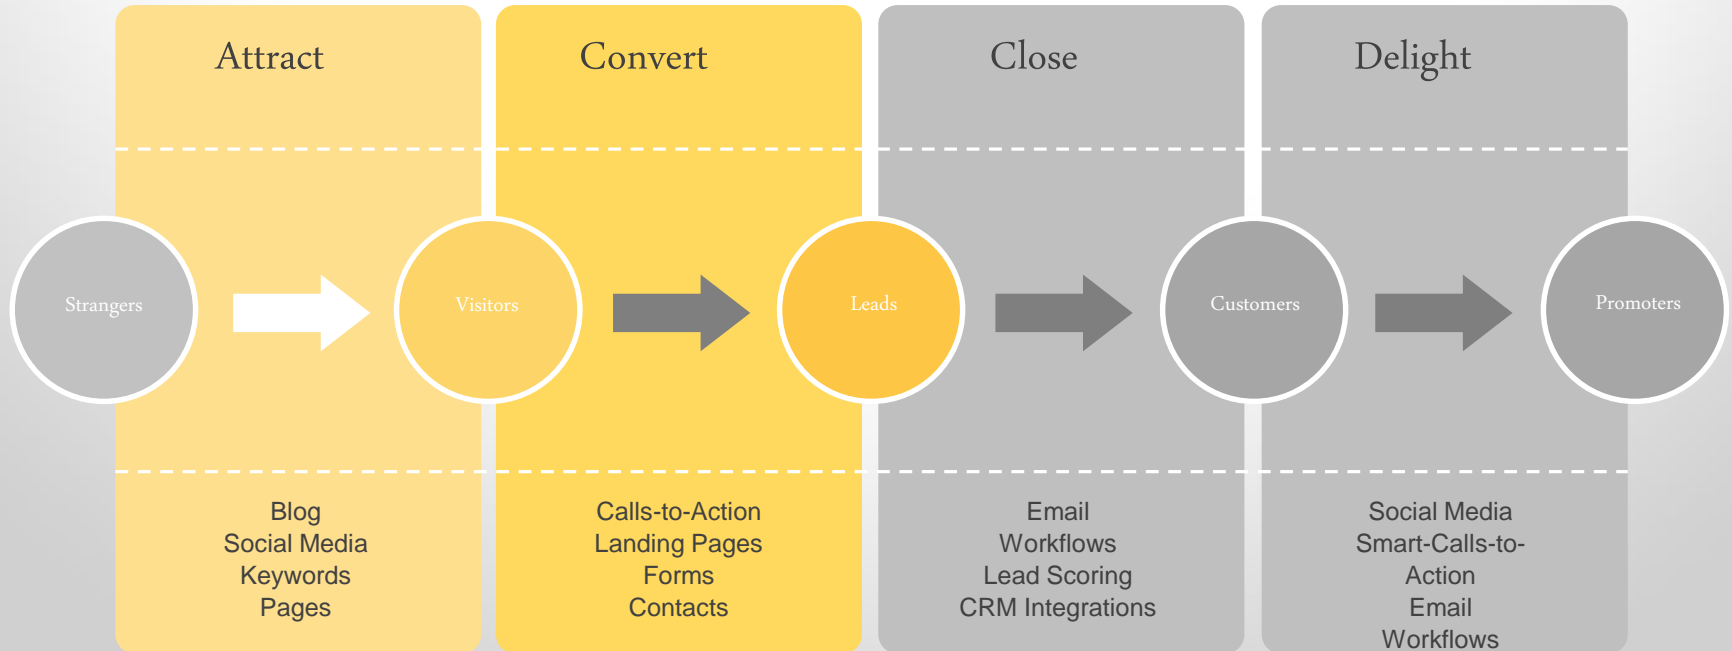 Attract
Convert
Close
Delight
Strangers
Visitors
Leads
Customers
Promoters
Blog
Social Media
Keywords
Pages
Calls-to-Action
Landing Pages
Forms
Contacts
Email
Workflows
Lead Scoring
CRM Integrations
Social Media
Smart-Calls-to-
Action
Email
Workflows